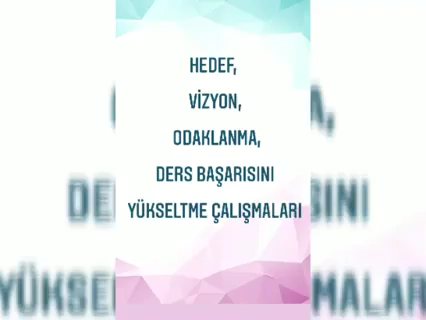 HEDEF,
VİZYON,
ODAKLANMA,
DERS BAŞARISINI
YÜKSELTME ÇALIŞMALARI